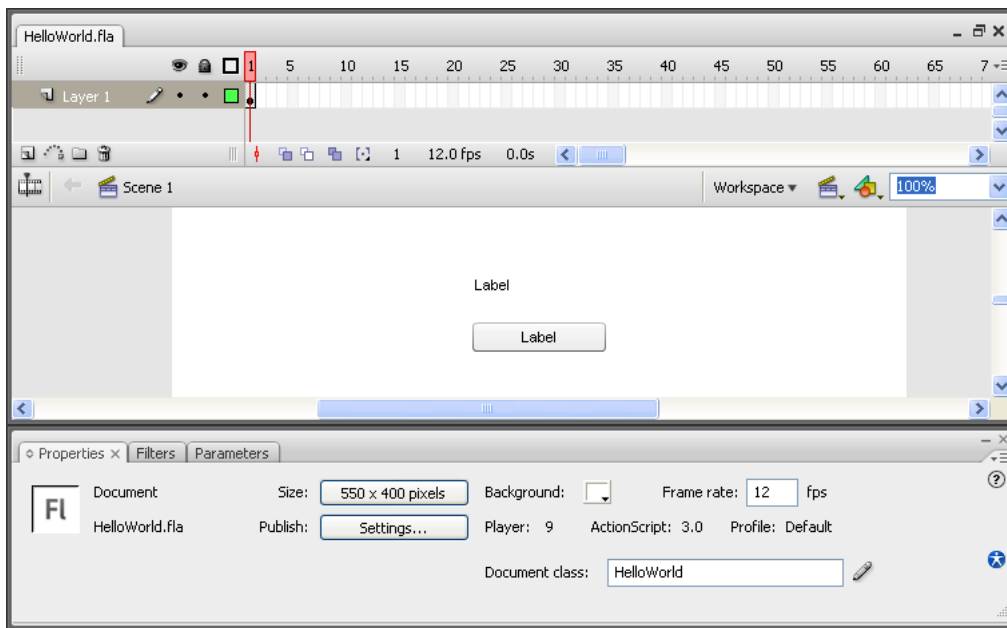 HelloWorld.fla
1 5 10 15 20 25 30 35 40 45 50 55 60 65 7
Layer 1
1 12.0 fps 0.0s
Scene 1 Workspace 100%
Label
Label
Properties Filters Parameters
Fl Document Size: 550 x 400 pixels Background: Frame rate: 12 fps
HelloWorld.fla Publish: Settings... Player: 9 ActionScript: 3.0 Profile: Default
Document class: HelloWorld